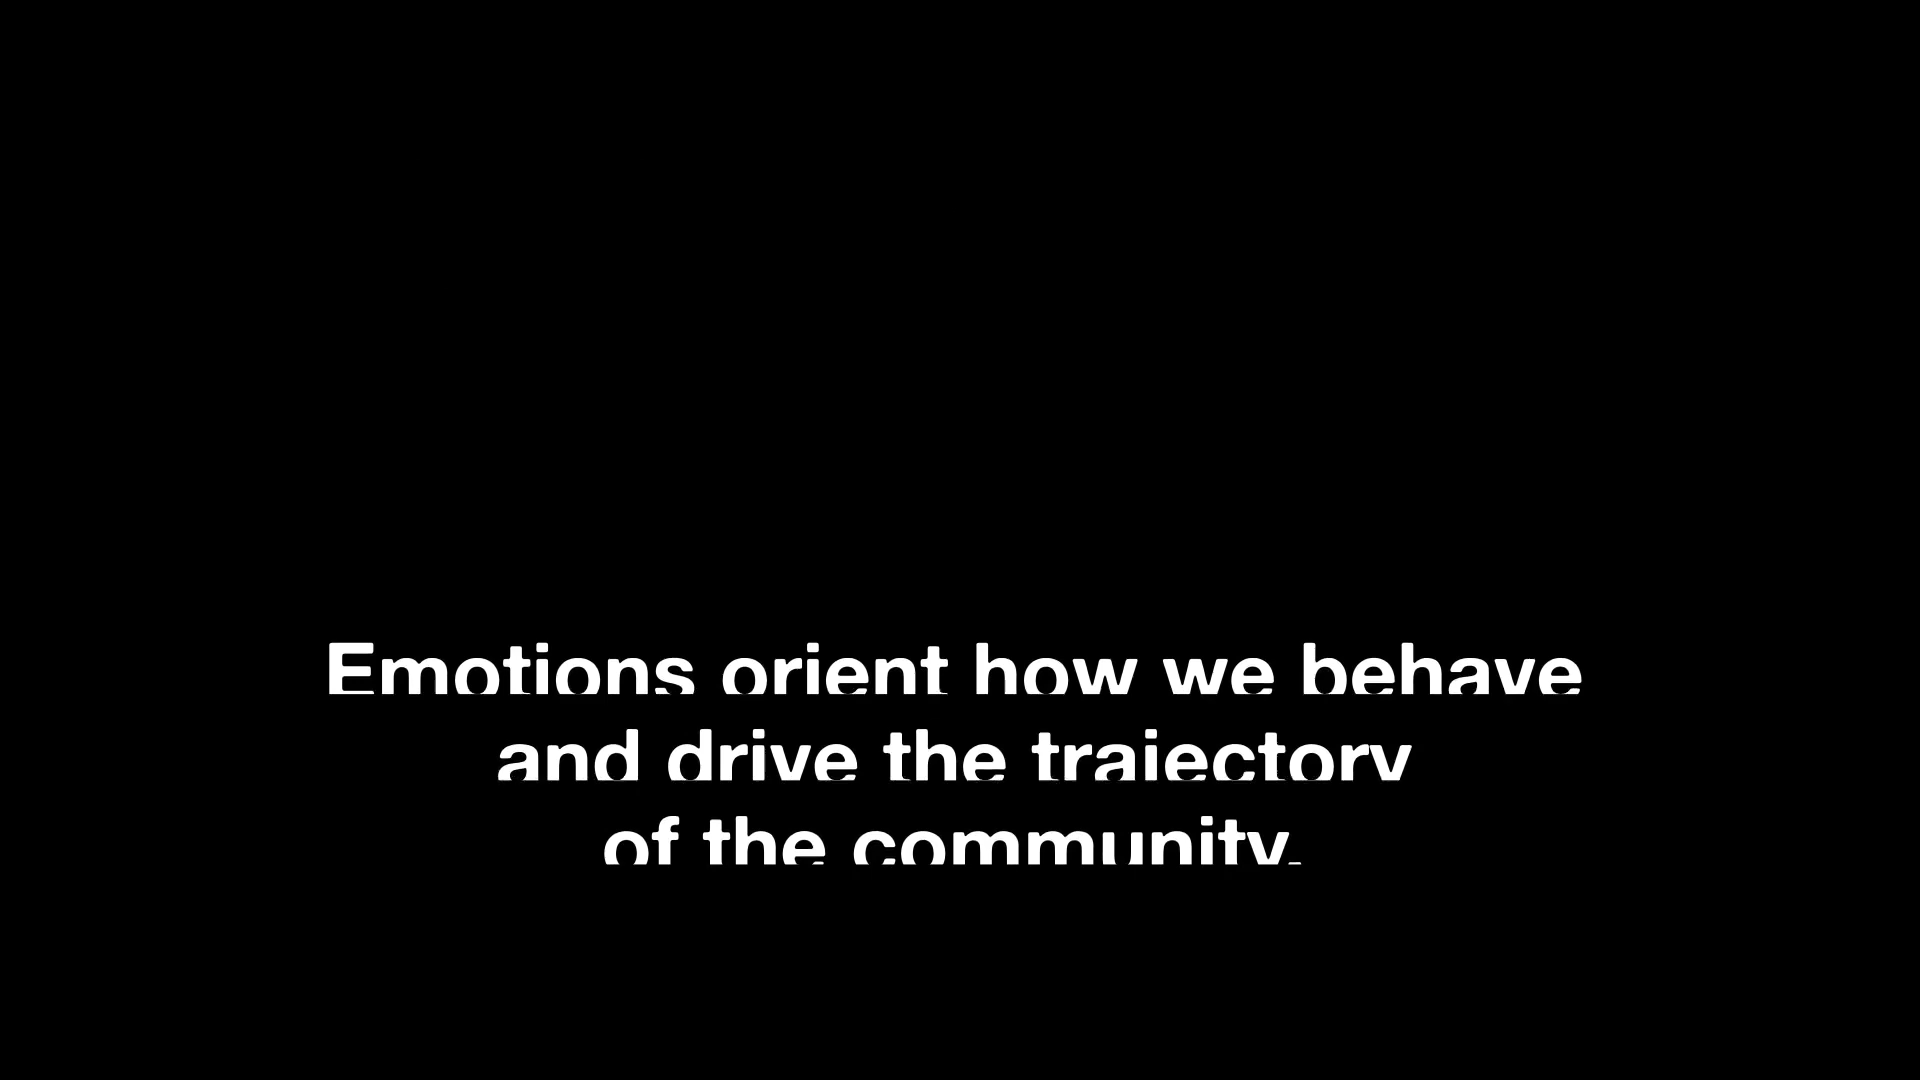 Emotions orient how we behave
and drive the trajectory
of the community.